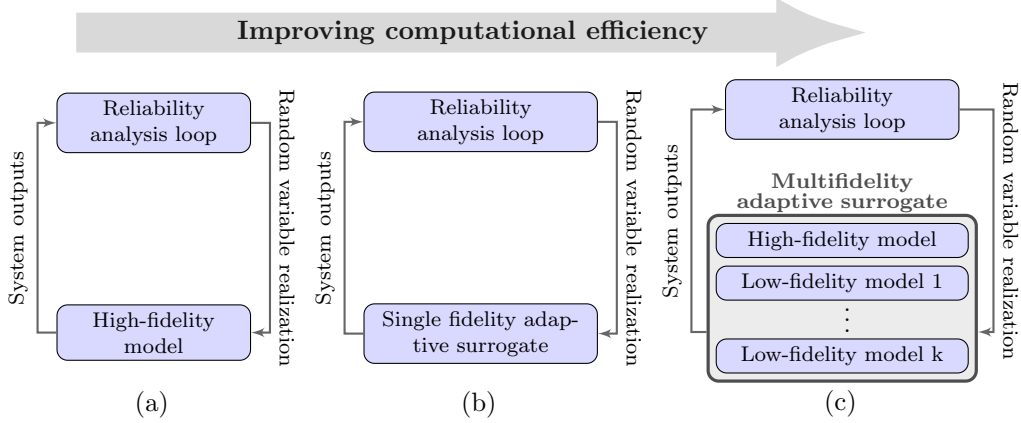 Improving computational efficiency
Reliability
analysis loop
System outputs
Random variable realization
High-fidelity
model
(a)
Reliability
analysis loop
System outputs
Random variable realization
Single fidelity adap-
tive surrogate
(b)
Reliability
analysis loop
System outputs
Random variable realization
Multifidelity
adaptive surrogate
High-fidelity model
Low-fidelity model 1
⋮
Low-fidelity model k
(c)